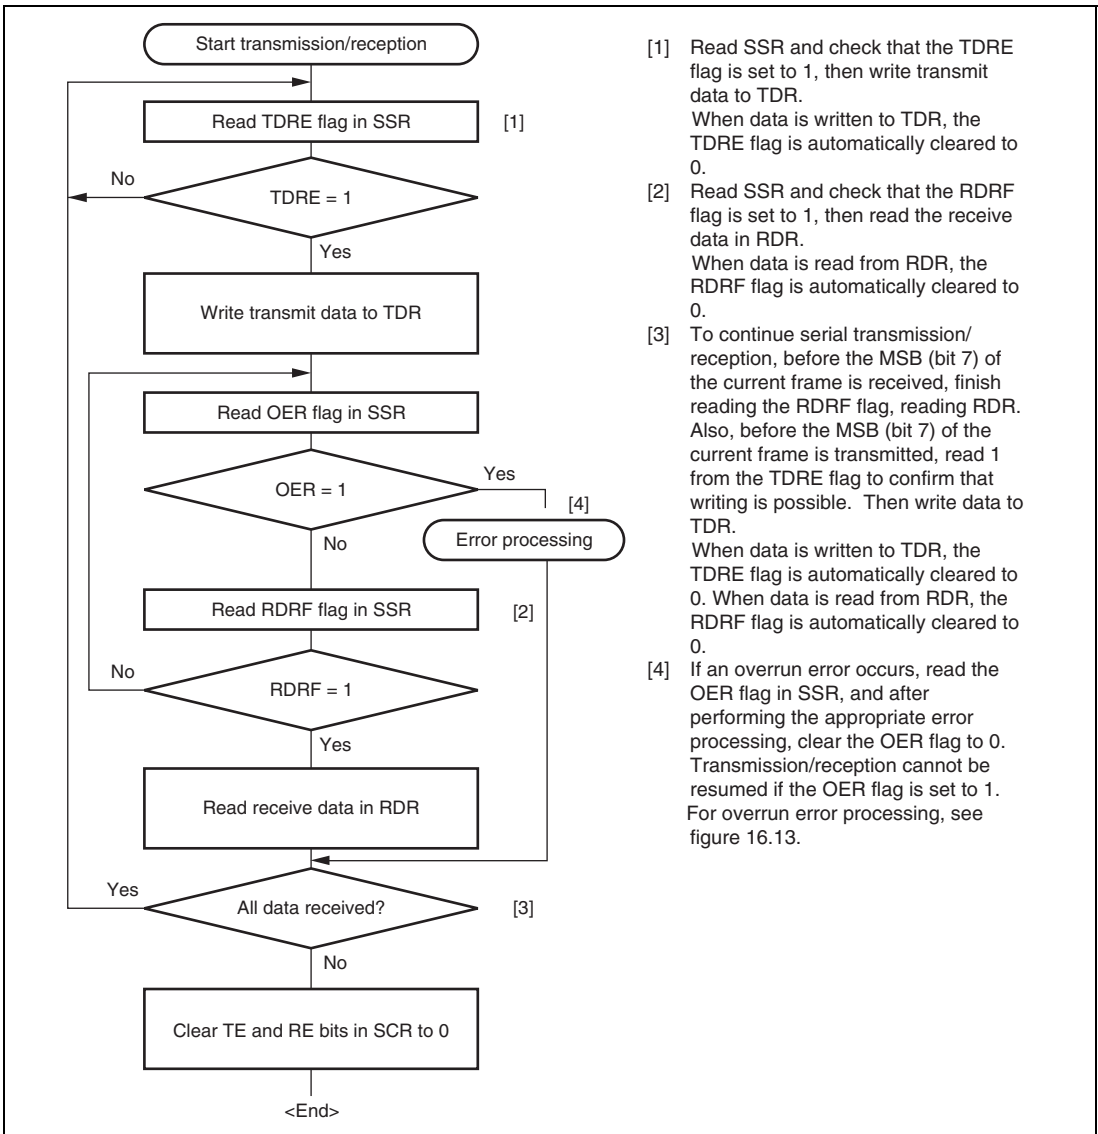 Start transmission/reception
Read TDRE flag in SSR
[1]
No
TDRE = 1
Yes
Write transmit data to TDR
Read OER flag in SSR
OER = 1
Yes
[4]
No
Error processing
Read RDRF flag in SSR
[2]
No
RDRF = 1
Yes
Read receive data in RDR
Yes
All data received?
[3]
No
Clear TE and RE bits in SCR to 0
<End>
[1] Read SSR and check that the TDRE
flag is set to 1, then write transmit
data to TDR.
When data is written to TDR, the
TDRE flag is automatically cleared to
0.
[2] Read SSR and check that the RDRF
flag is set to 1, then read the receive
data in RDR.
When data is read from RDR, the
RDRF flag is automatically cleared to
0.
[3] To continue serial transmission/
reception, before the MSB (bit 7) of
the current frame is received, finish
reading the RDRF flag, reading RDR.
Also, before the MSB (bit 7) of the
current frame is transmitted, read 1
from the TDRE flag to confirm that
writing is possible. Then write data to
TDR.
When data is written to TDR, the
TDRE flag is automatically cleared to
0. When data is read from RDR, the
RDRF flag is automatically cleared to
0.
[4] If an overrun error occurs, read the
OER flag in SSR, and after
performing the appropriate error
processing, clear the OER flag to 0.
Transmission/reception cannot be
resumed if the OER flag is set to 1.
For overrun error processing, see
figure 16.13.